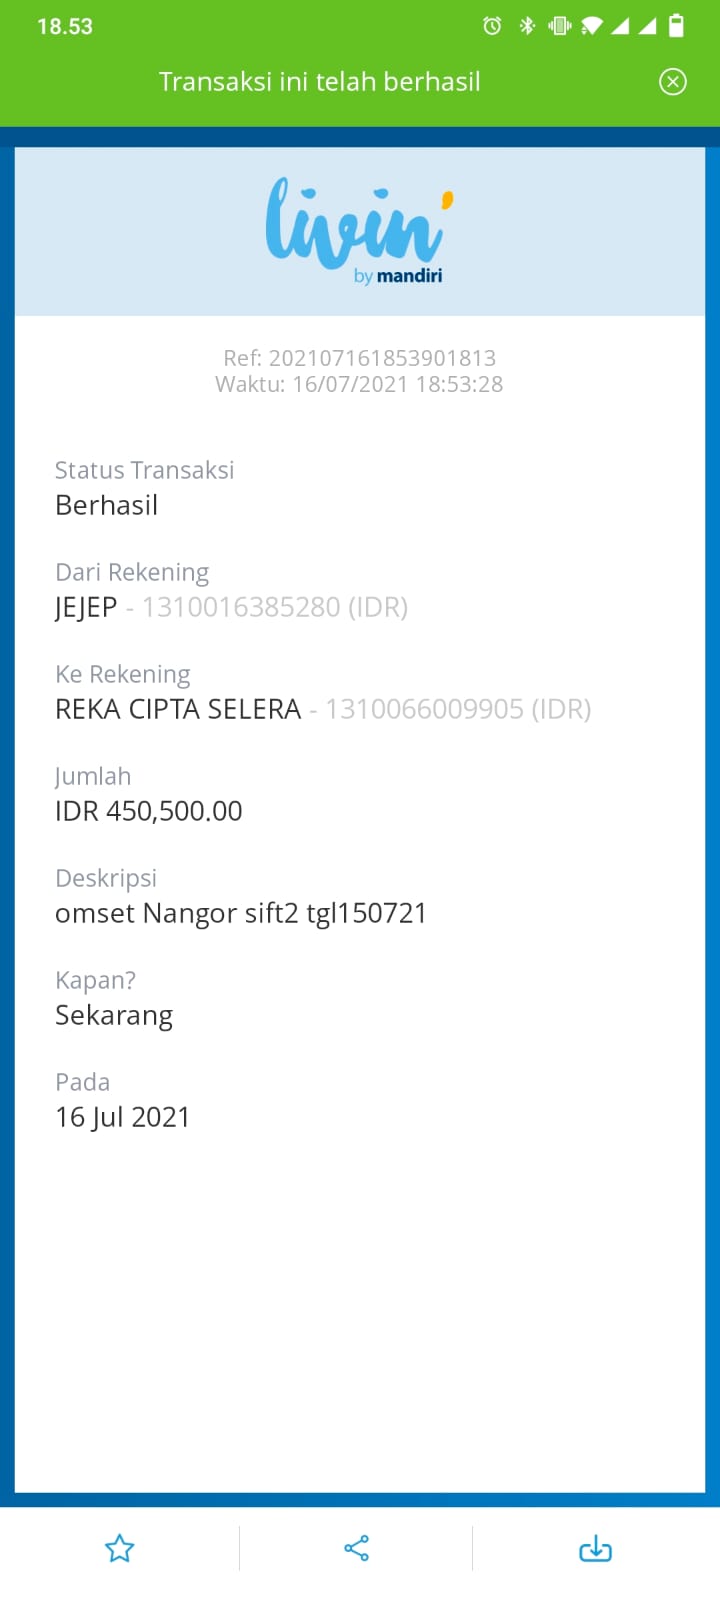 18.53
Transaksi ini telah berhasil
livin'
by mandiri
Ref: 202107161853901813
Waktu: 16/07/2021 18:53:28
Status Transaksi
Berhasil
Dari Rekening
JEJEP - 1310016385280 (IDR)
Ke Rekening
REKA CIPTA SELERA - 1310066009905 (IDR)
Jumlah
IDR 450,500.00
Deskripsi
omset Nangor sift2 tgl150721
Kapan?
Sekarang
Pada
16 Jul 2021